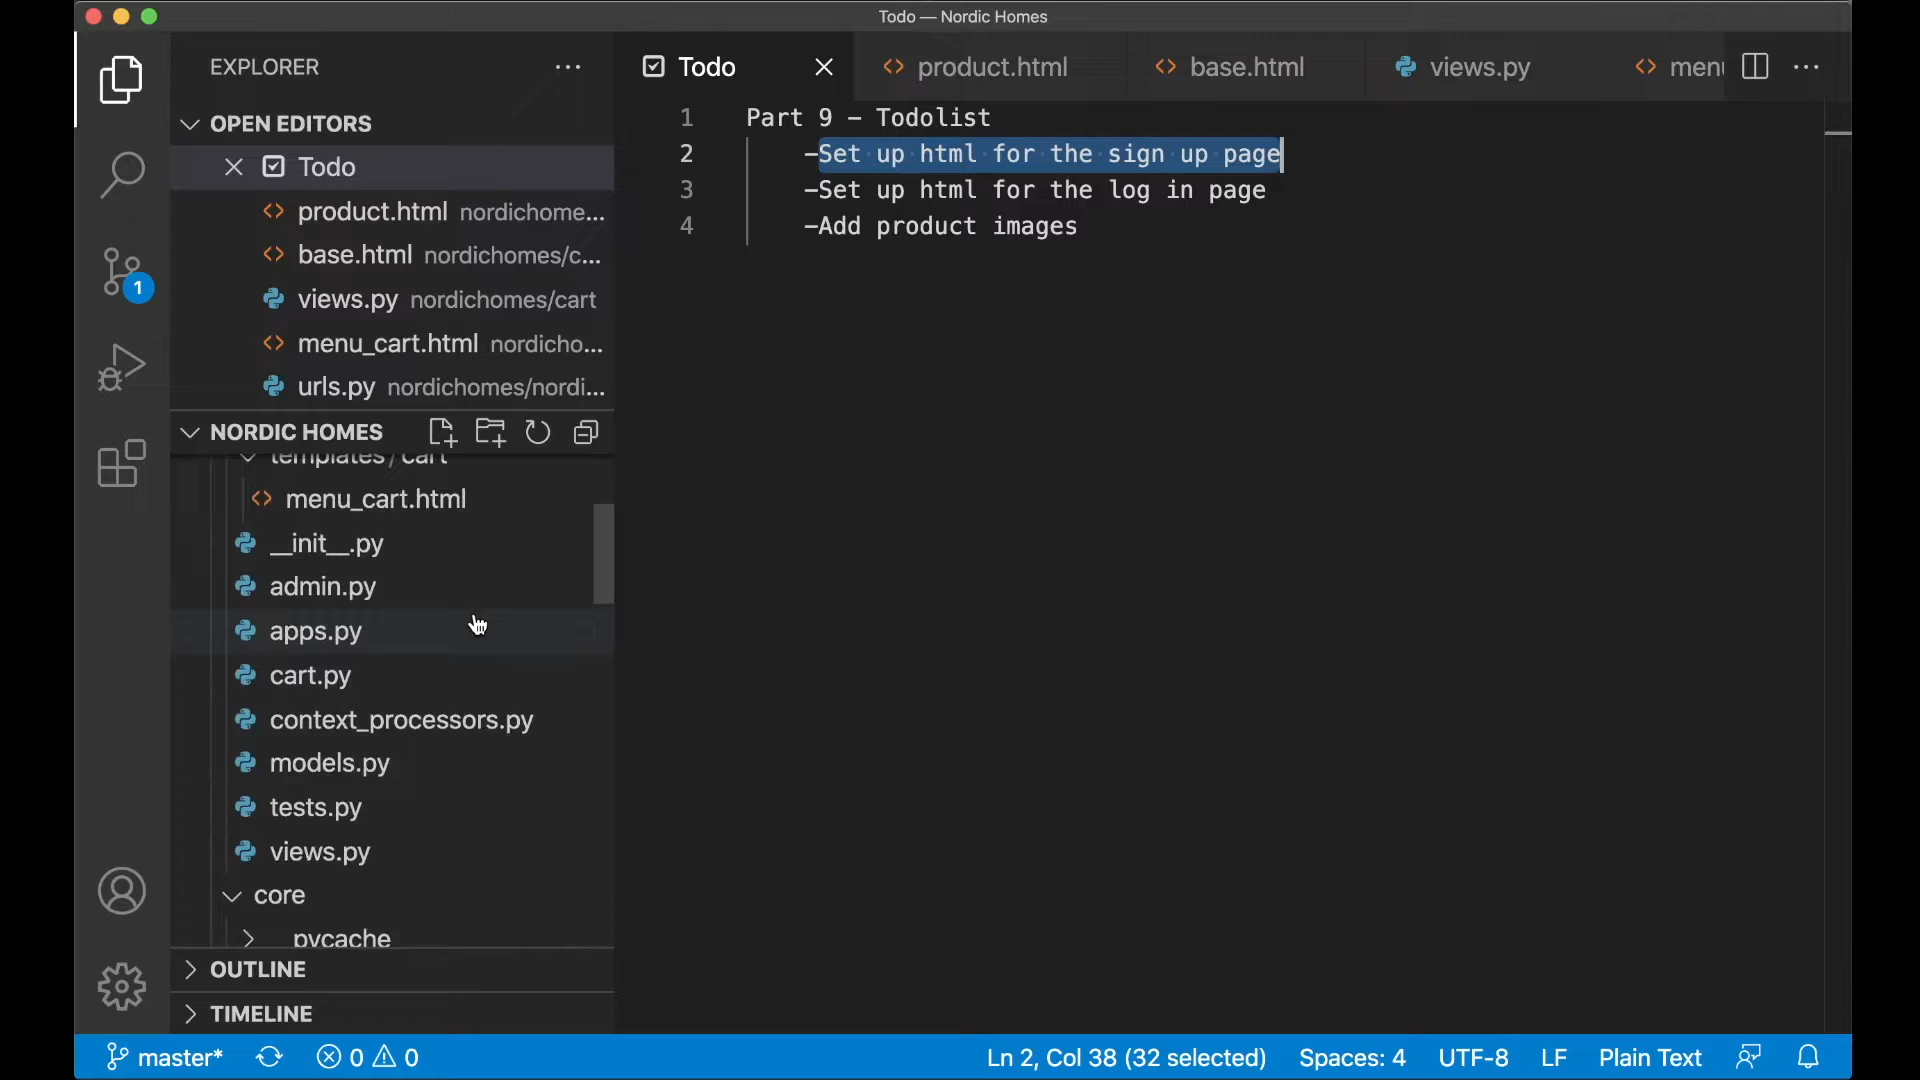 Todo — Nordic Homes
EXPLORER
OPEN EDITORS
Todo
product.html nordichome...
base.html nordichomes/c...
views.py nordichomes/cart
menu_cart.html nordicho...
urls.py nordichomes/nordi...
NORDIC HOMES
templates / cart
menu_cart.html
__init__.py
admin.py
apps.py
cart.py
context_processors.py
models.py
tests.py
views.py
core
pycache
OUTLINE
TIMELINE
Todo product.html base.html views.py menu
1 Part 9 - Todolist
2 -Set up html for the sign up page
3 -Set up html for the log in page
4 -Add product images
1
master* 0 0 Ln 2, Col 38 (32 selected) Spaces: 4 UTF-8 LF Plain Text